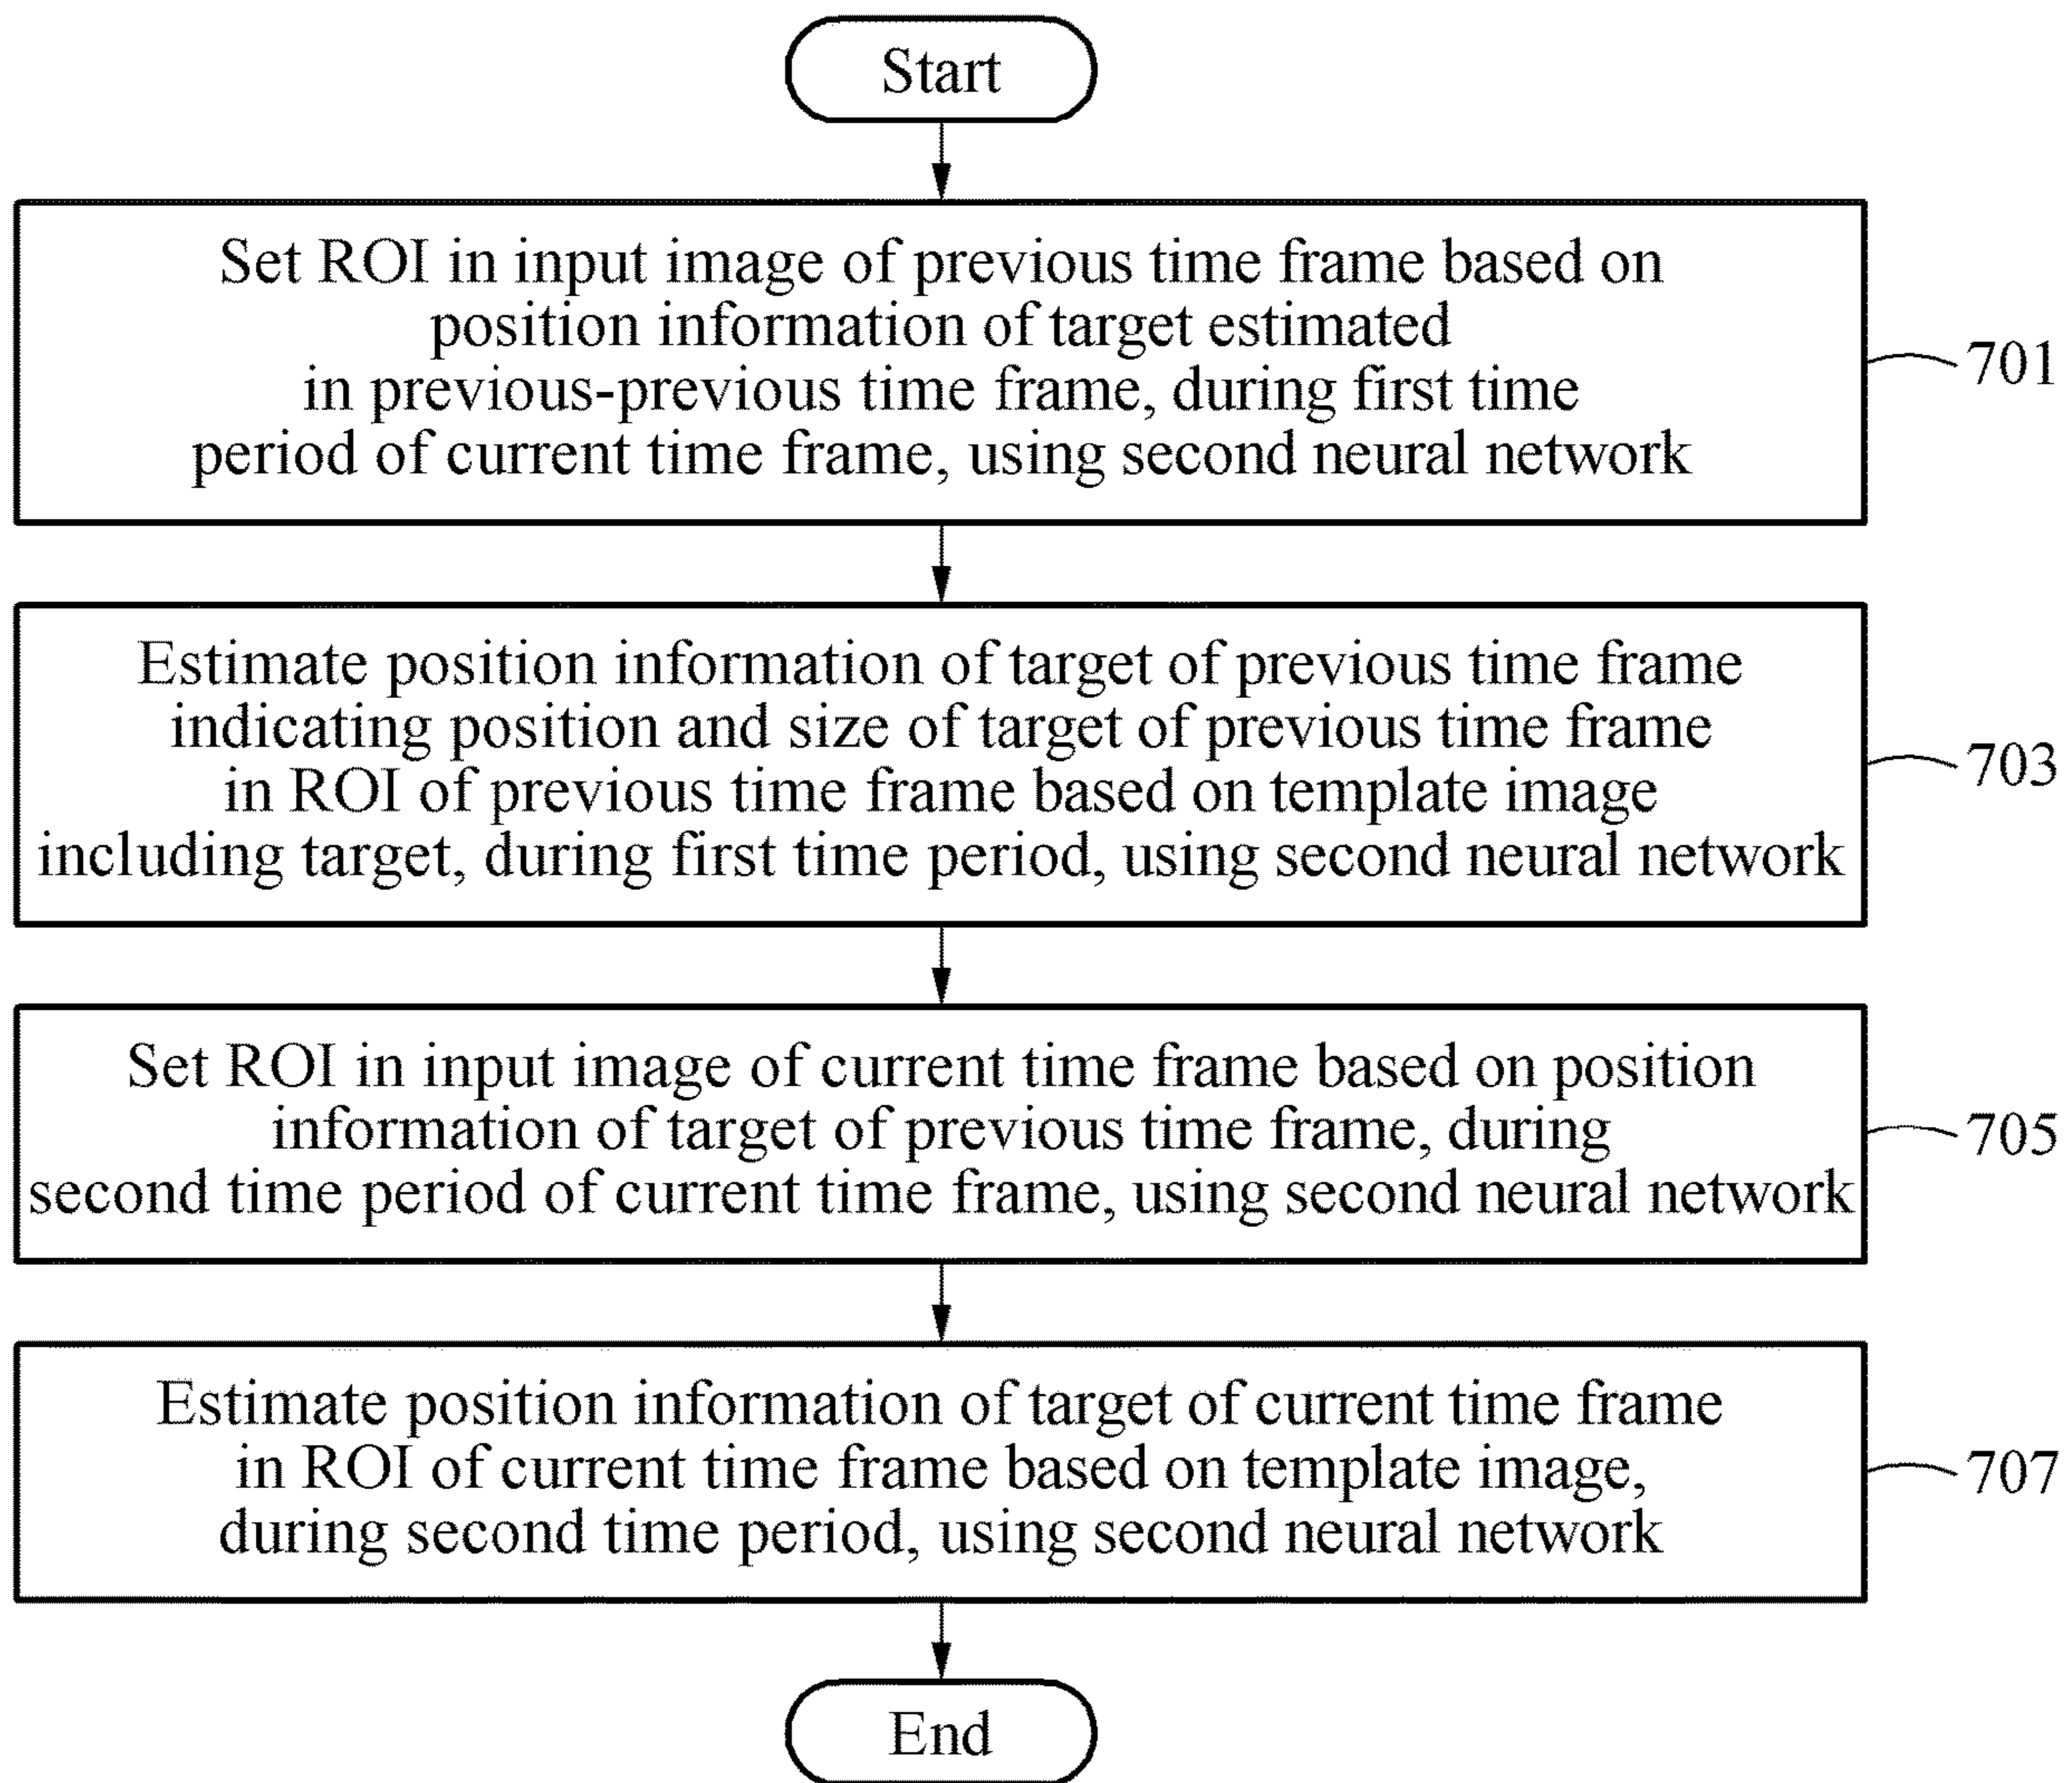 Start
Set ROI in input image of previous time frame based on
position information of target estimated
in previous-previous time frame, during first time
period of current time frame, using second neural network
701
Estimate position information of target of previous time frame
indicating position and size of target of previous time frame
in ROI of previous time frame based on template image
including target, during first time period, using second neural network
703
Set ROI in input image of current time frame based on position
information of target of previous time frame, during
second time period of current time frame, using second neural network
705
Estimate position information of target of current time frame
in ROI of current time frame based on template image,
during second time period, using second neural network
707
End